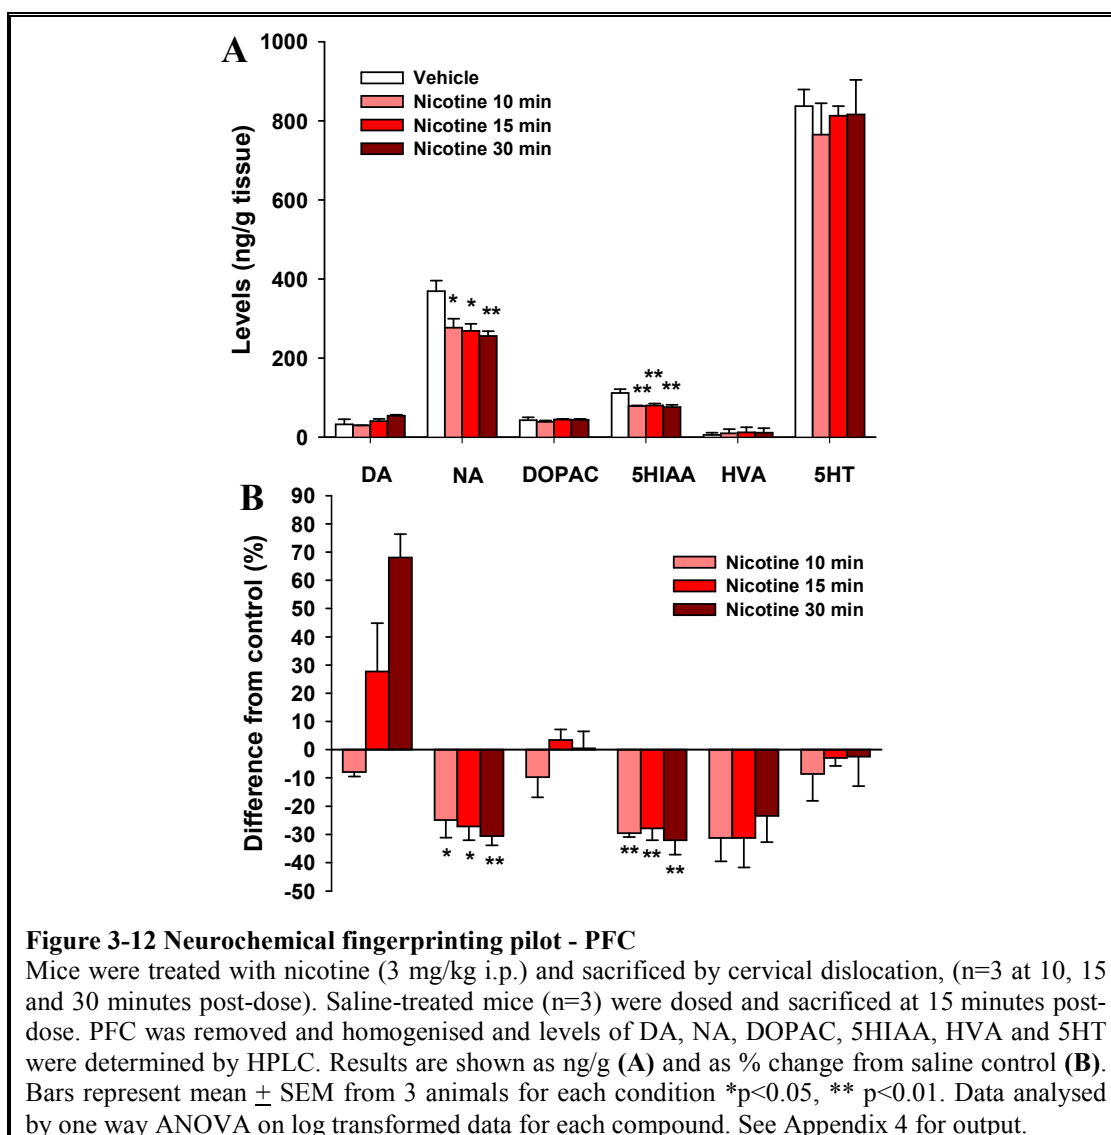 A
1000
800
600
400
200
0
Levels (ng/g tissue)
Vehicle
Nicotine 10 min
Nicotine 15 min
Nicotine 30 min
* * **
**
** **
DA NA DOPAC 5HIAA HVA 5HT
B
90
80
70
60
50
40
30
20
10
0
-10
-20
-30
-40
-50
Difference from control (%)
Nicotine 10 min
Nicotine 15 min
Nicotine 30 min
* * **
** ** **
Figure 3-12 Neurochemical fingerprinting pilot - PFC
Mice were treated with nicotine (3 mg/kg i.p.) and sacrificed by cervical dislocation, (n=3 at 10, 15
and 30 minutes post-dose). Saline-treated mice (n=3) were dosed and sacrificed at 15 minutes post-
dose. PFC was removed and homogenised and levels of DA, NA, DOPAC, 5HIAA, HVA and 5HT
were determined by HPLC. Results are shown as ng/g (A) and as % change from saline control (B).
Bars represent mean ± SEM from 3 animals for each condition *p<0.05, ** p<0.01. Data analysed
by one way ANOVA on log transformed data for each compound. See Appendix 4 for output.